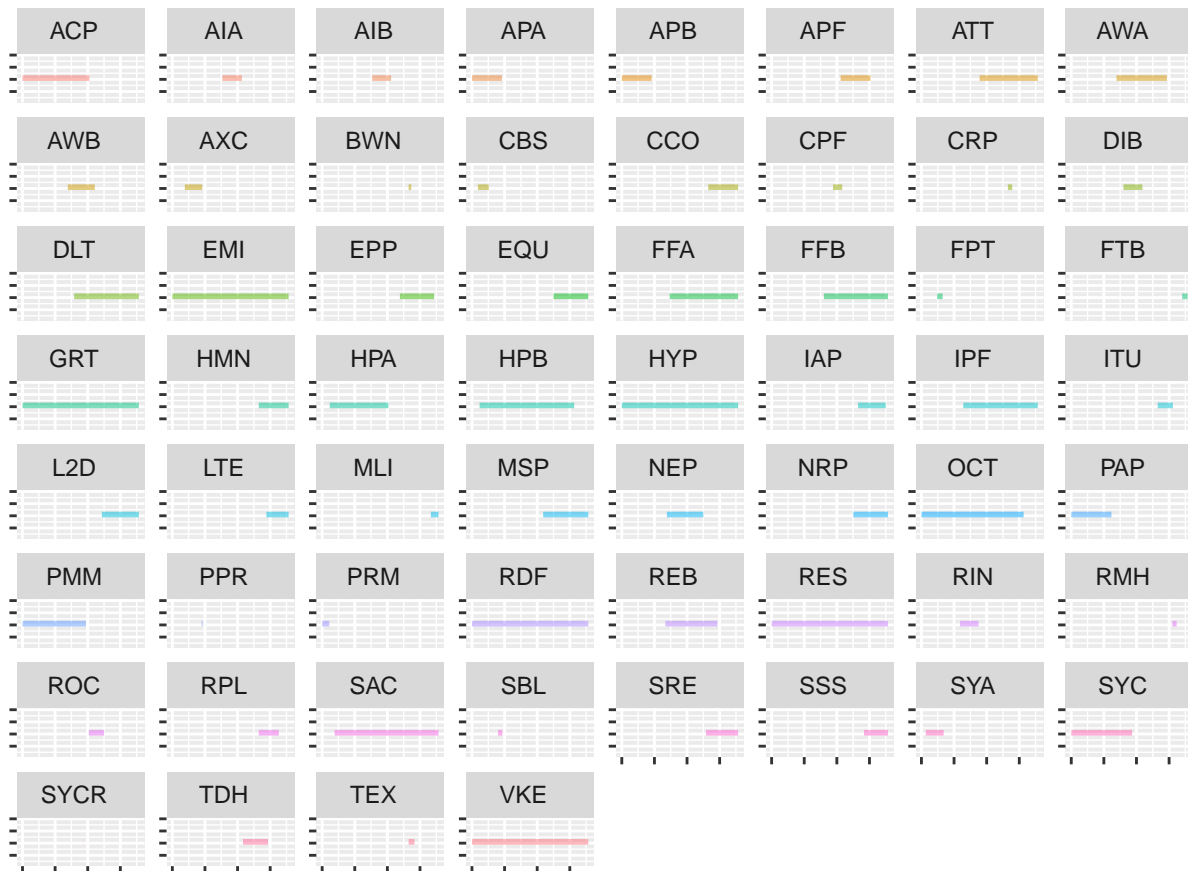 ACP AIA AIB APA APB APF ATT AWA
AWB AXC BWN CBS CCO CPF CRP DIB
DLT EMI EPP EQU FFA FFB FPT FTB
GRT HMN HPA HPB HYP IAP IPF ITU
L2D LTE MLI MSP NEP NRP OCT PAP
PMM PPR PRM RDF REB RES RIN RMH
ROC RPL SAC SBL SRE SSS SYA SYC
SYCR TDH TEX VKE